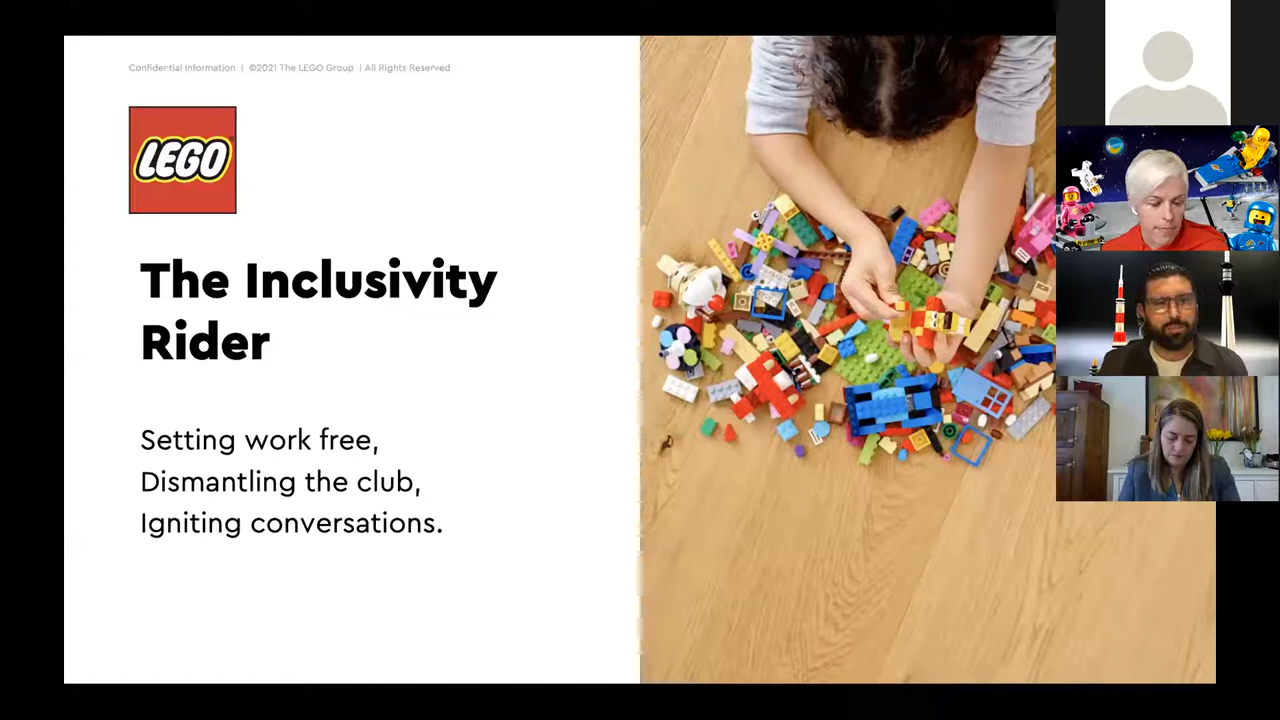 Confidential Information | ©2021 The LEGO Group | All Rights Reserved
LEGO
The Inclusivity
Rider
Setting work free,
Dismantling the club,
Igniting conversations.